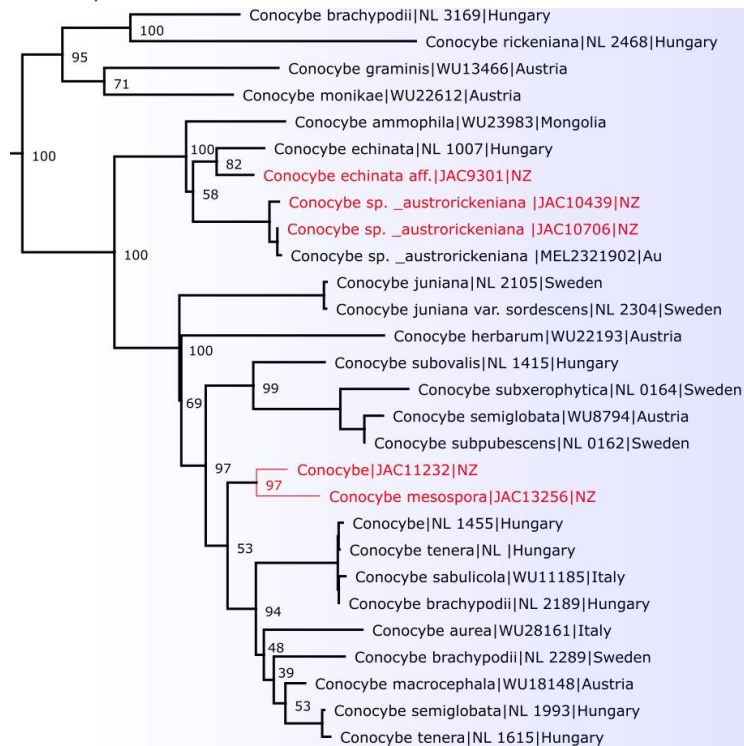 Conocybe brachypodii|NL 3169|Hungary
100
Conocybe rickeniana|NL 2468|Hungary
95
Conocybe graminis|WU13466|Austria
71
Conocybe monikae|WU22612|Austria
Conocybe ammophila|WU23983|Mongolia
100
Conocybe echinata|NL 1007|Hungary
100
82
Conocybe echinata aff.|JAC9301|NZ
58
Conocybe sp. _austrorickeniana |JAC10439|NZ
Conocybe sp. _austrorickeniana |JAC10706|NZ
100
Conocybe sp. _austrorickeniana |MEL2321902|Au
Conocybe juniana|NL 2105|Sweden
Conocybe juniana var. sordescens|NL 2304|Sweden
Conocybe herbarum|WU22193|Austria
100
Conocybe subovalis|NL 1415|Hungary
99
Conocybe subxerophytica|NL 0164|Sweden
69
Conocybe semiglobata|WU8794|Austria
Conocybe subpubescens|NL 0162|Sweden
97
Conocybe|JAC11232|NZ
97
Conocybe mesospora|JAC13256|NZ
Conocybe|NL 1455|Hungary
53
Conocybe tenera|NL |Hungary
Conocybe sabulicola|WU11185|Italy
Conocybe brachypodii|NL 2189|Hungary
94
Conocybe aurea|WU28161|Italy
48
Conocybe brachypodii|NL 2289|Sweden
39
Conocybe macrocephala|WU18148|Austria
53
Conocybe semiglobata|NL 1993|Hungary
Conocybe tenera|NL 1615|Hungary